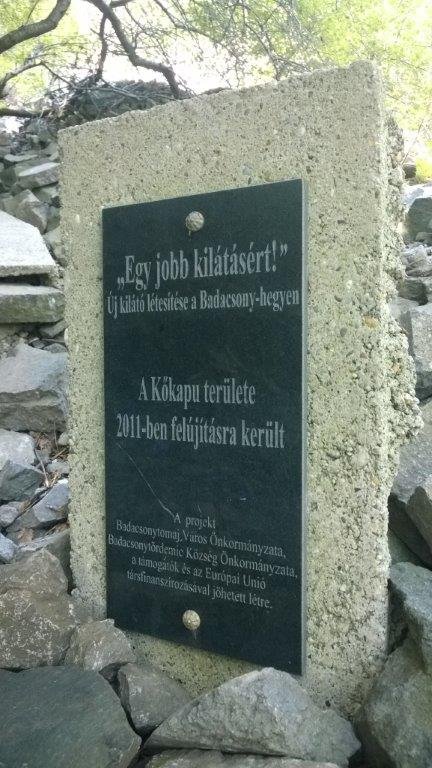 „Egy jobb kilátásért!”
Új kilátó létesítése a Badacsony-hegyen
A Kőkapu területe
2011-ben felújításra került
A projekt
Badacsonytomaj Város Önkormányzata,
Badacsonytördemic Község Önkormányzata,
a támogatók és az Európai Unió
társfinanszírozásával jöhetett létre.